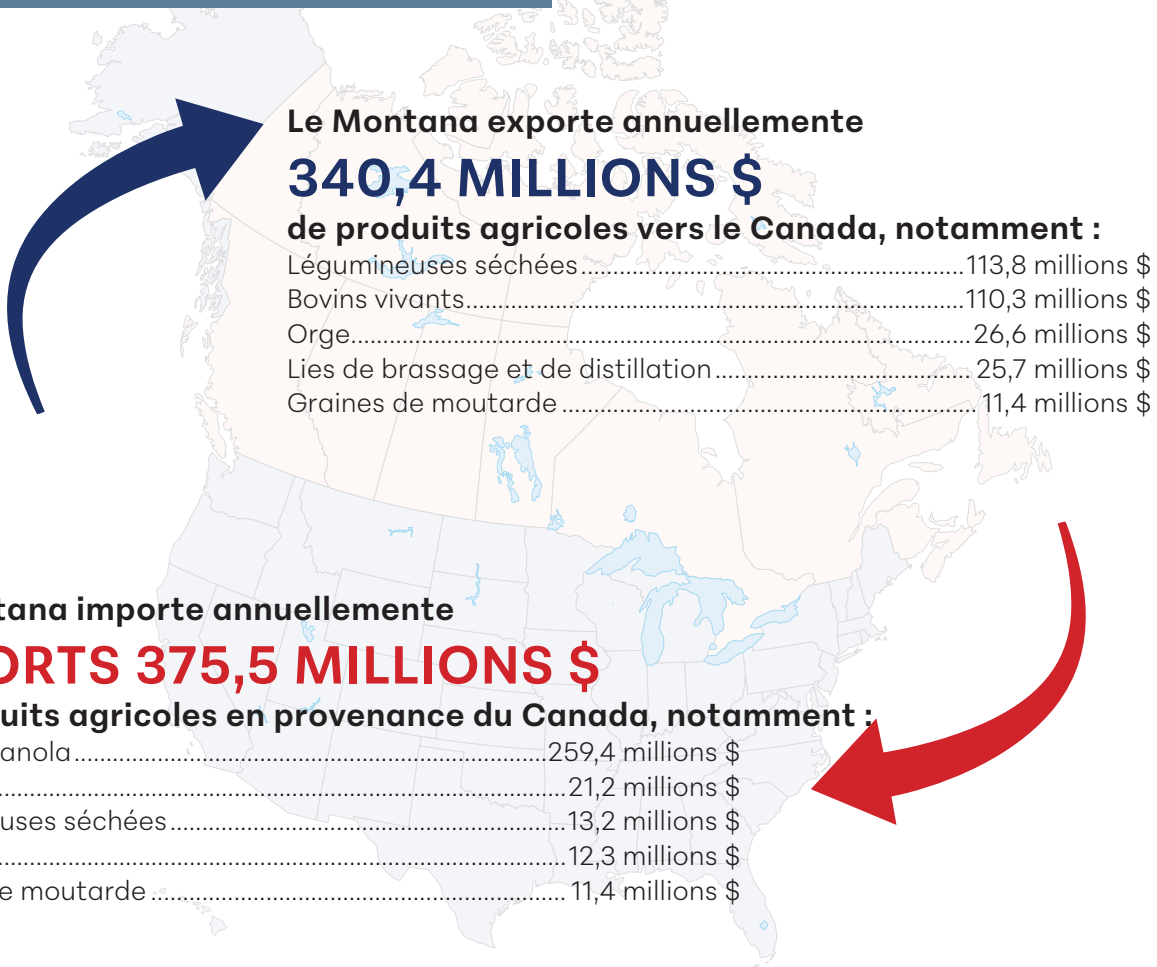 Le Montana exporte annuellemente
340,4 MILLIONS $
de produits agricoles vers le Canada, notamment :
Légumineuses séchées 113,8 millions $
Bovins vivants 110,3 millions $
Orge 26,6 millions $
Lies de brassage et de distillation 25,7 millions $
Graines de moutarde 11,4 millions $
tana importe annuellemente
ORTS 375,5 MILLIONS $
uits agricoles en provenance du Canada, notamment :
anola 259,4 millions $
21,2 millions $
uses séchées 13,2 millions $
12,3 millions $
e moutarde 11,4 millions $